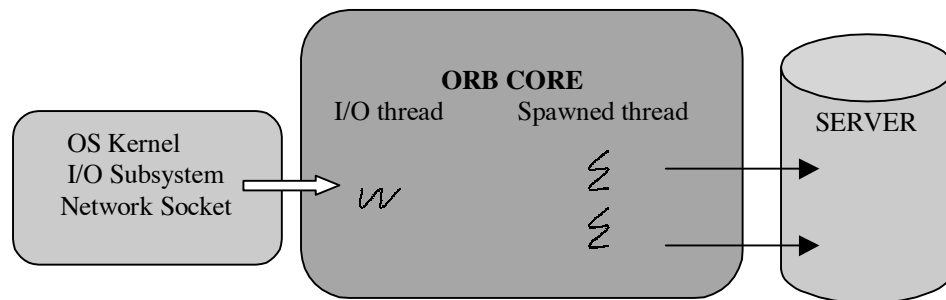 ORB CORE
I/O thread Spawned thread
OS Kernel
I/O Subsystem
Network Socket
SERVER